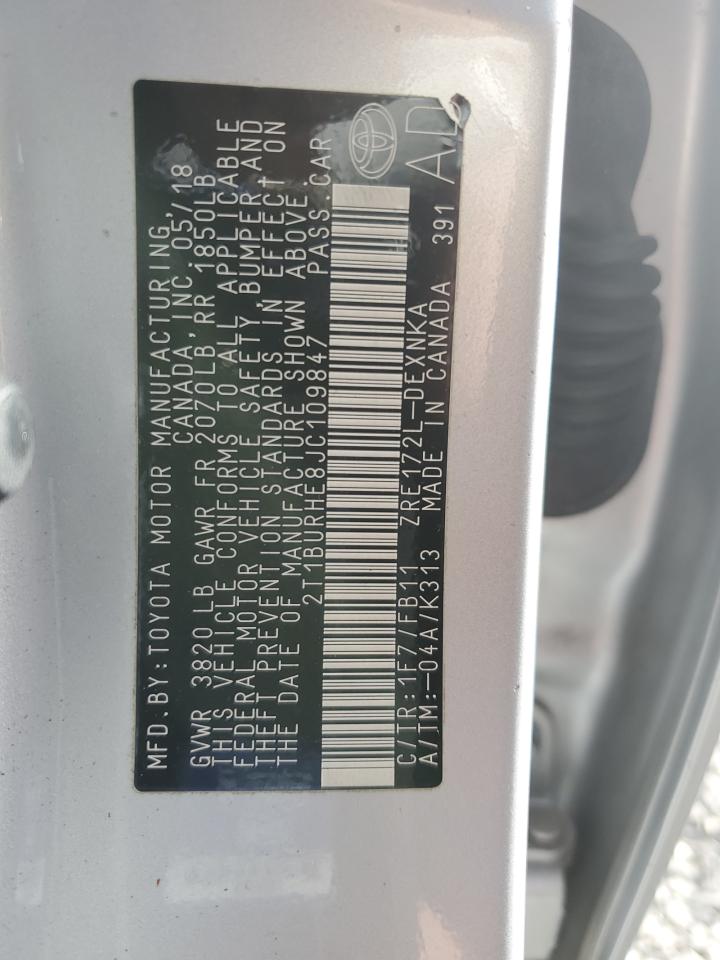 MFD.BY:TOYOTA MOTOR MANUFACTURING,
CANADA, INC. 05/18
GVWR 3820 LB GAWR FR 2070LB, RR 1850LB
THIS VEHICLE CONFORMS TO ALL APPLICABLE
FEDERAL MOTOR VEHICLE SAFETY, BUMPER, AND
THEFT PREVENTION STANDARDS IN EFFECT ON
THE DATE OF MANUFACTURE SHOWN ABOVE.
2T1BURHE8JC109847 PASS.CAR
C/TR:1F7/FB11 ZRE172L-DEXNKA
A/TM:-04A/K313 MADE IN CANADA 391
AD